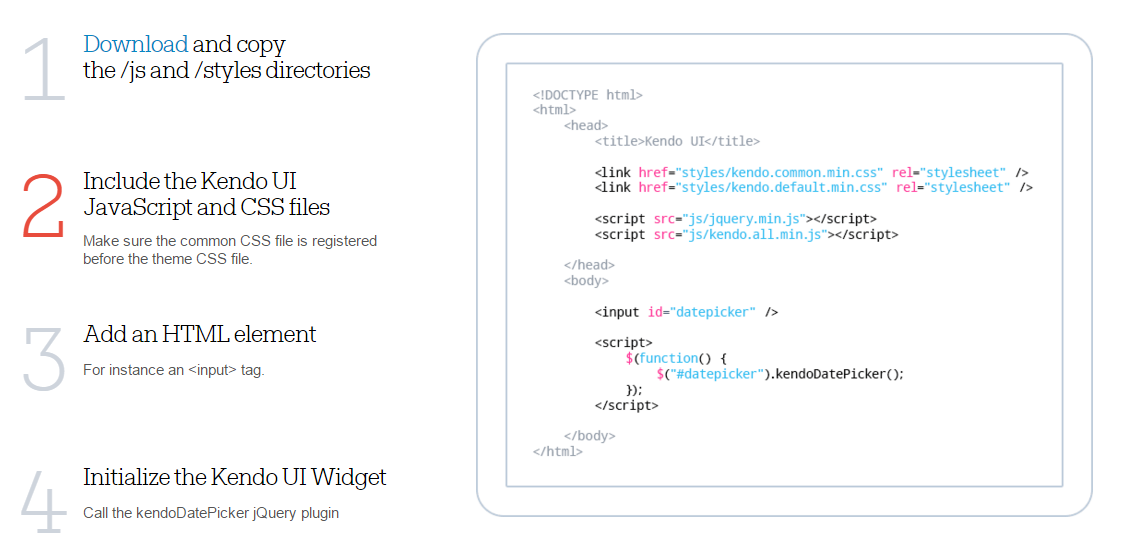 1
Download and copy
the /js and /styles directories
2
Include the Kendo UI
JavaScript and CSS files
Make sure the common CSS file is registered
before the theme CSS file.
3
Add an HTML element
For instance an <input> tag.
4
Initialize the Kendo UI Widget
Call the kendoDatePicker jQuery plugin
<!DOCTYPE html>
<html>
<head>
<title>Kendo UI</title>
<link href="styles/kendo.common.min.css" rel="stylesheet" />
<link href="styles/kendo.default.min.css" rel="stylesheet" />
<script src="js/jquery.min.js"></script>
<script src="js/kendo.all.min.js"></script>
</head>
<body>
<input id="datepicker" />
<script>
$(function() {
$("#datepicker").kendoDatePicker();
});
</script>
</body>
</html>